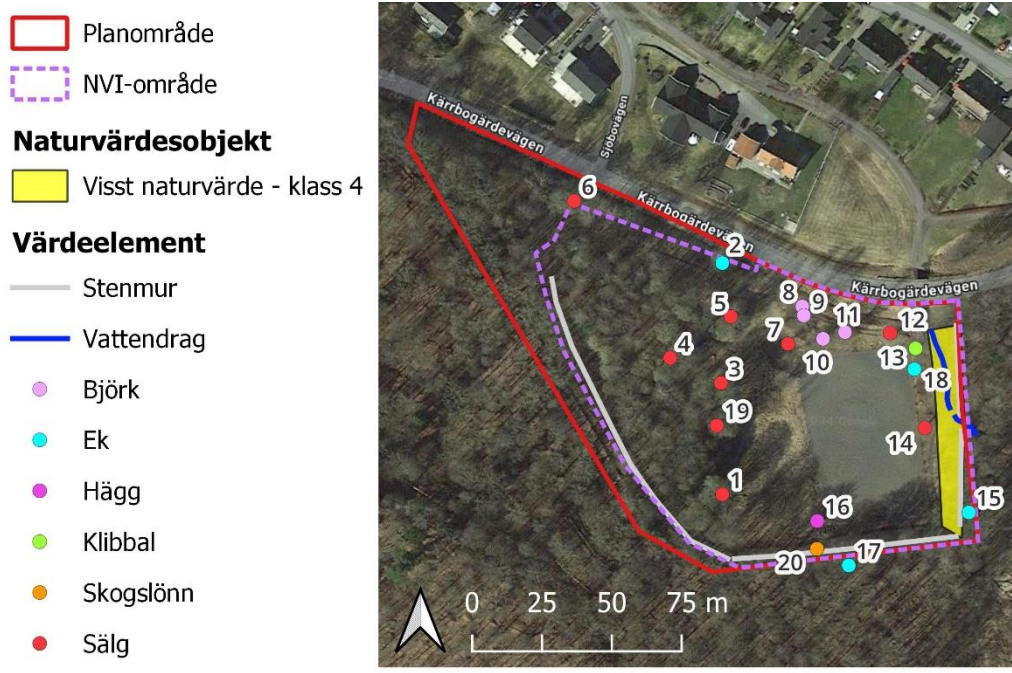 Planområde
NVI-område
Naturvärdesobjekt
Visst naturvärde - klass 4
Värdeelement
Stenmur
Vattendrag
Björk
Ek
Hägg
Klibbal
Skogslönn
Sälg
Kärrbogärdevägen
Sjöbovägen
Kärrbogärdevägen
Kärrbogärdevägen
6
2
8
9
5
11
12
7
4
10
13
18
3
19
14
1
15
16
20
17
0 25 50 75 m